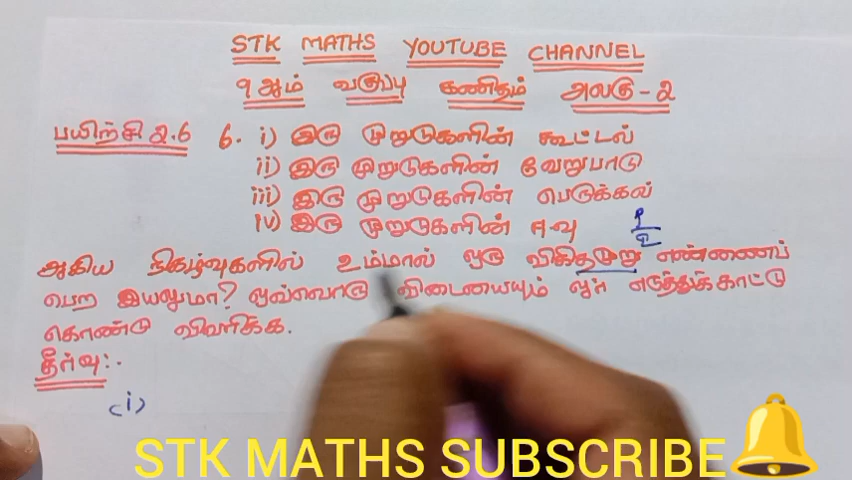 STK MATHS YOUTUBE CHANNEL
9 ஆம் வகுப்பு கணிதம் அலகு - 2
பயிற்சி 2.6 6. i) இரு முறுடுகளின் கூட்டல்
ii) இரு முறுடுகளின் வேறுபாடு
iii) இரு முறுடுகளின் பெடுக்கல்
iv) இரு முறுடுகளின் ஈவு
p
q
ஆகிய நிகழ்வுகளில் உம்மால் ஒரு விகிதமுறு எண்ணைப்
பெற இயலுமா? ஒவ்வொரு விடையையும் ஓர் எடுத்துக்காட்டு
கொண்டு விவரிக்க.
தீர்வு:-
(i)
STK MATHS SUBSCRIBE